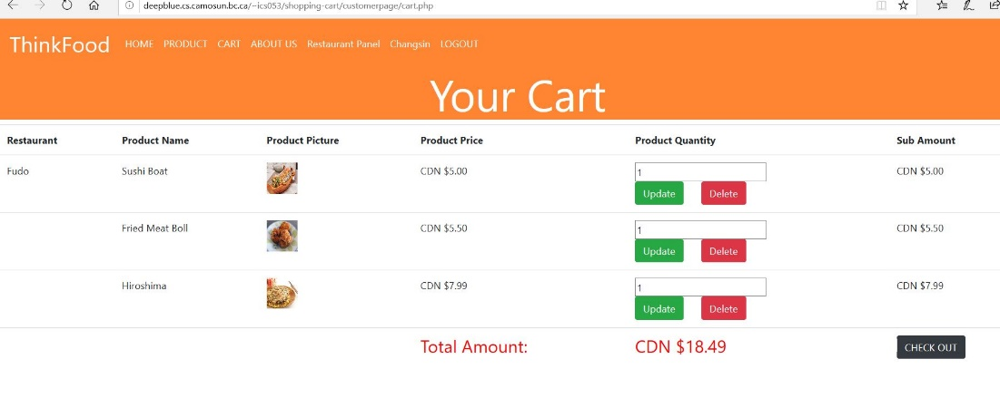 deepblue.cs.camosun.bc.ca/~ics053/shopping-cart/customerpage/cart.php
ThinkFood HOME PRODUCT CART ABOUT US Restaurant Panel Changsin LOGOUT
Your Cart
Restaurant Product Name Product Picture Product Price Product Quantity Sub Amount
Fudo Sushi Boat CDN $5.00 1 CDN $5.00
Update Delete
Fried Meat Boll CDN $5.50 1 CDN $5.50
Update Delete
Hiroshima CDN $7.99 1 CDN $7.99
Update Delete
Total Amount: CDN $18.49 CHECK OUT